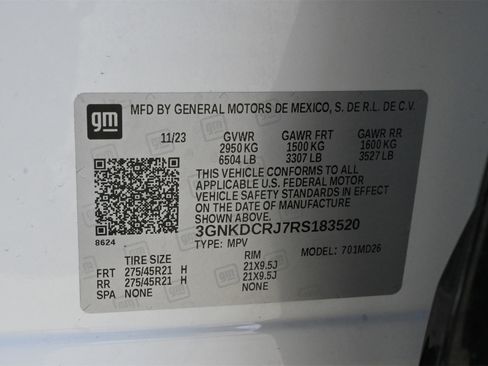 gm
MFD BY GENERAL MOTORS DE MEXICO, S. DE R.L. DE C.V.
11/23 GVWR GAWR FRT GAWR RR
2950 KG 1500 KG 1600 KG
6504 LB 3307 LB 3527 LB
THIS VEHICLE CONFORMS TO ALL
APPLICABLE U.S. FEDERAL MOTOR
VEHICLE SAFETY STANDARDS IN EFFECT
ON THE DATE OF MANUFACTURE
SHOWN ABOVE.
3GNKDCRJ7RS183520
8624 TYPE: MPV MODEL: 701MD26
TIRE SIZE RIM
FRT 275/45R21 H 21X9.5J
RR 275/45R21 H 21X9.5J
SPA NONE NONE